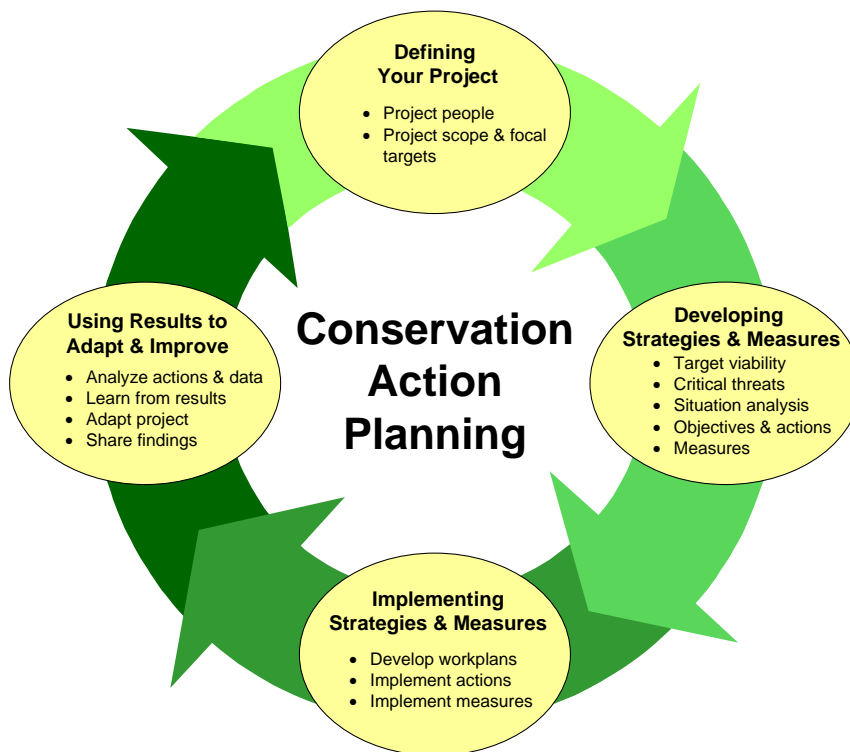 Defining
Your Project
• Project people
• Project scope & focal
targets
Developing
Strategies & Measures
• Target viability
• Critical threats
• Situation analysis
• Objectives & actions
• Measures
Implementing
Strategies & Measures
• Develop workplans
• Implement actions
• Implement measures
Using Results to
Adapt & Improve
• Analyze actions & data
• Learn from results
• Adapt project
• Share findings
Conservation
Action
Planning